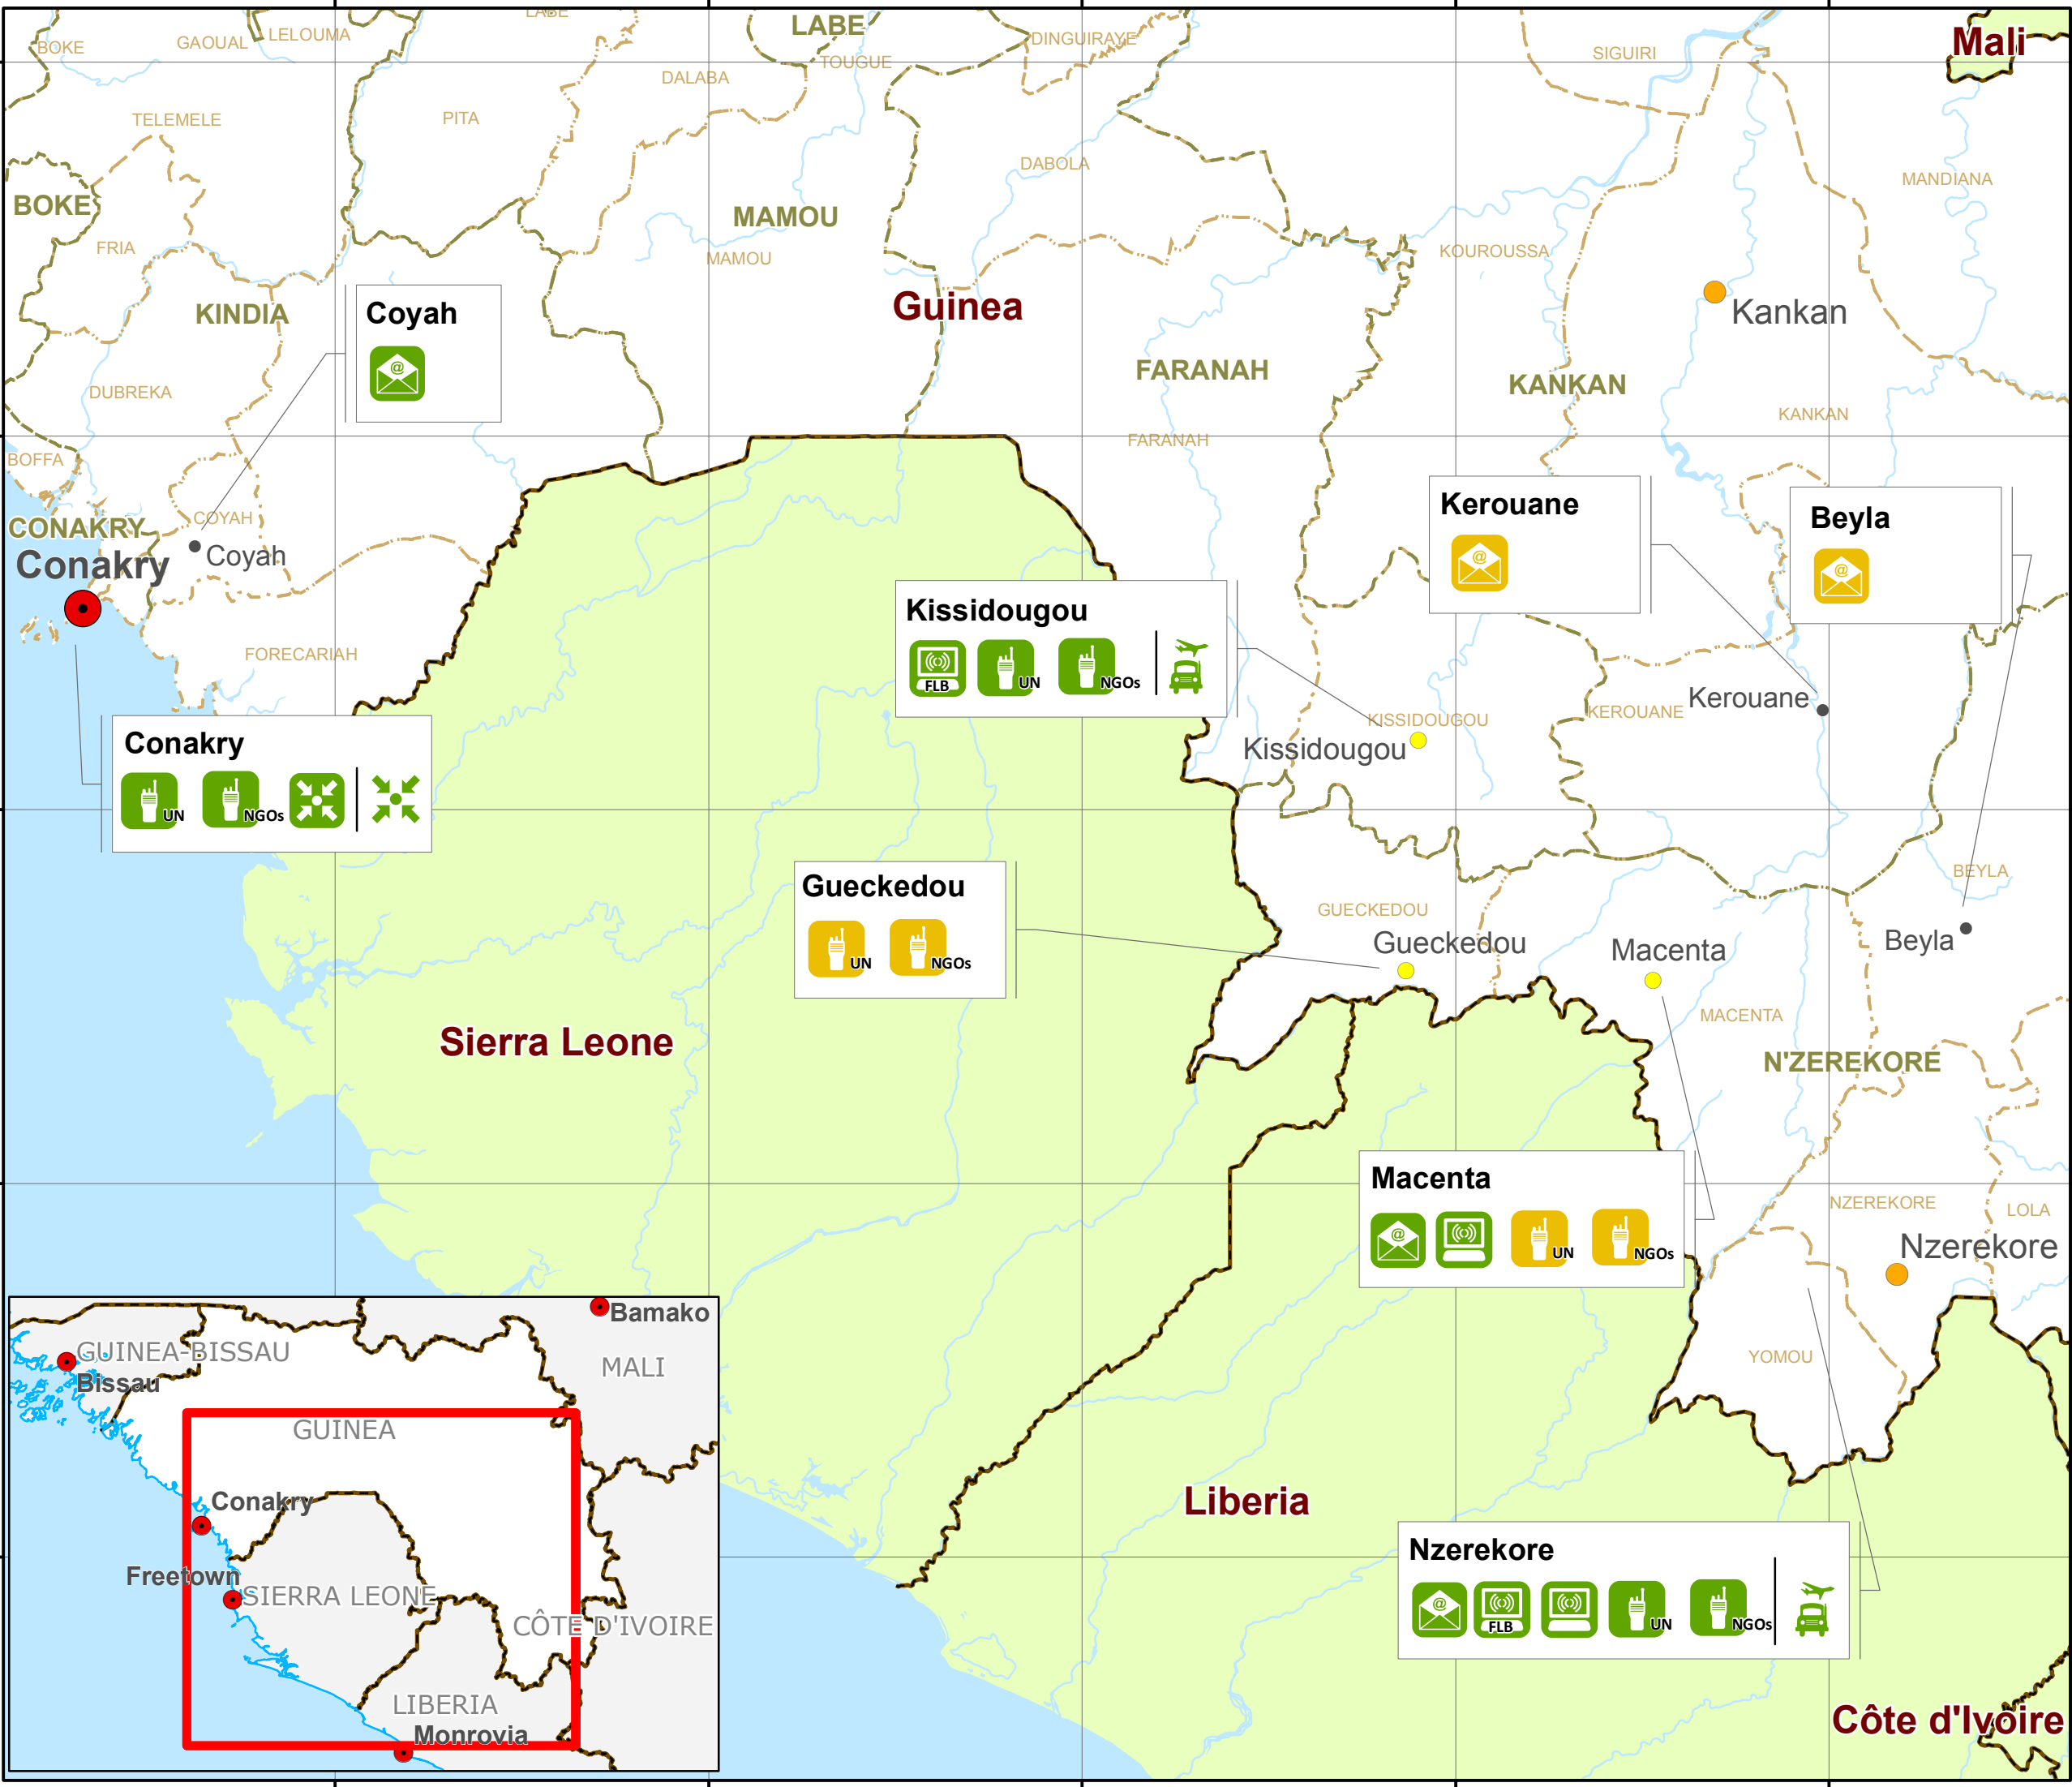 LABE
LABE
BOKE
GAOUAL
LELOUMA
DINGUIRAYE
SIGUIRI
Mali
TOUGUE
DALABA
TELEMELE
PITA
DABOLA
MANDIANA
BOKE
MAMOU
FRIA
MAMOU
KOUROUSSA
KINDIA
Coyah
@
Guinea
Kankan
FARANAH
KANKAN
DUBREKA
KANKAN
FARANAH
BOFFA
Kerouane
@
Beyla
@
CONAKRY
COYAH
Conakry
Coyah
Kissidougou
FLB
UN
NGOs
FORECARIAH
KISSIDOUGOU
KEROUANE
Kerouane
Kissidougou
Conakry
UN
NGOs
Gueckedou
UN
NGOs
BEYLA
GUECKEDOU
Gueckedou
Macenta
Beyla
MACENTA
Sierra Leone
N'ZEREKORE
Macenta
@
UN
NGOs
NZEREKORE
LOLA
Nzerekore
YOMOU
Bamako
GUINEA-BISSAU
MALI
Bissau
GUINEA
Conakry
Freetown
SIERRA LEONE
CÔTE D'IVOIRE
LIBERIA
Monrovia
Liberia
Nzerekore
@
FLB
UN
NGOs
Côte d'Ivoire